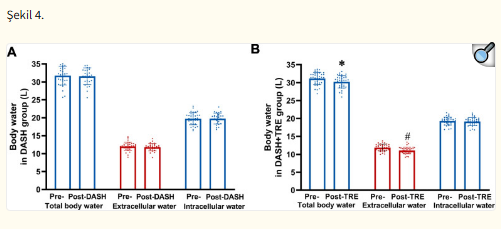 Şekil 4.
A
Body water
in DASH group (L)
35
30
25
20
15
10
5
0
Pre- Post-DASH Pre- Post-DASH Pre- Post-DASH
Total body water Extracellular water Intracellular water
B
Body water
in DASH+TRE group (L)
35
30
25
20
15
10
5
0
*
#
Pre- Post-TRE Pre- Post-TRE Pre- Post-TRE
Total body water Extracellular water Intracellular water